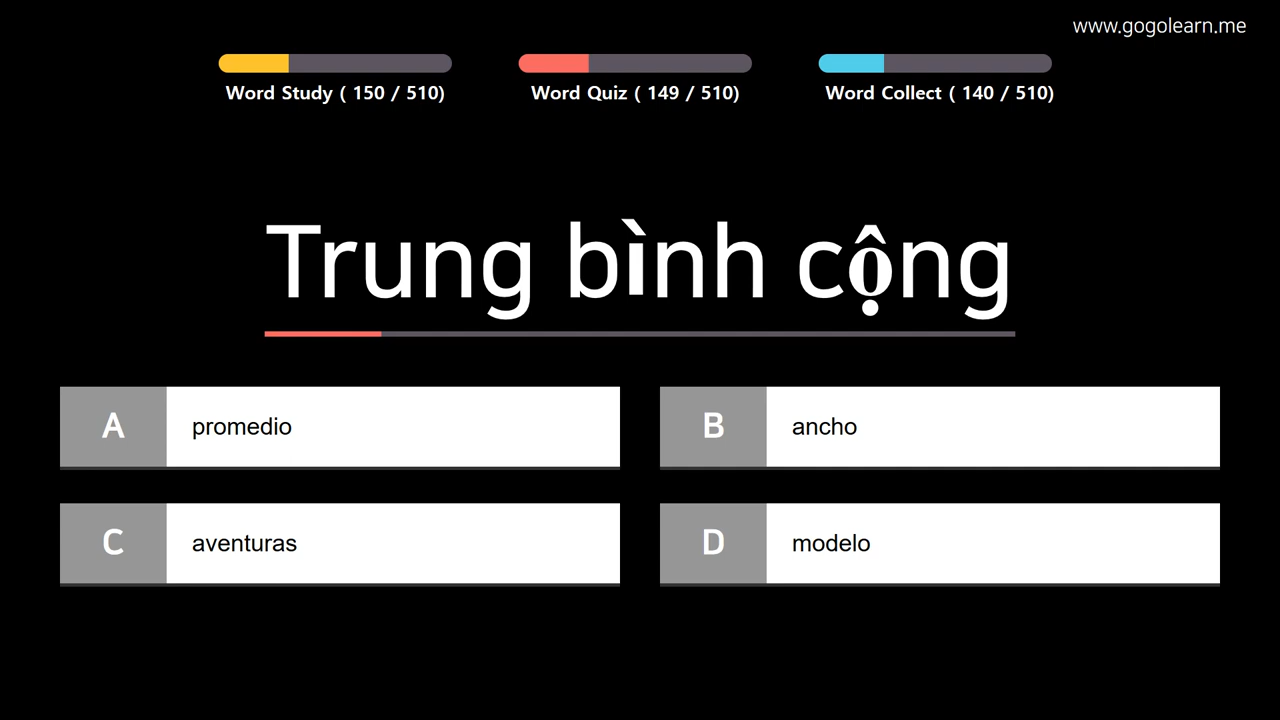 www.gogolearn.me
Word Study ( 150 / 510)
Word Quiz ( 149 / 510)
Word Collect ( 140 / 510)
Trung bình cộng
A promedio
B ancho
C aventuras
D modelo